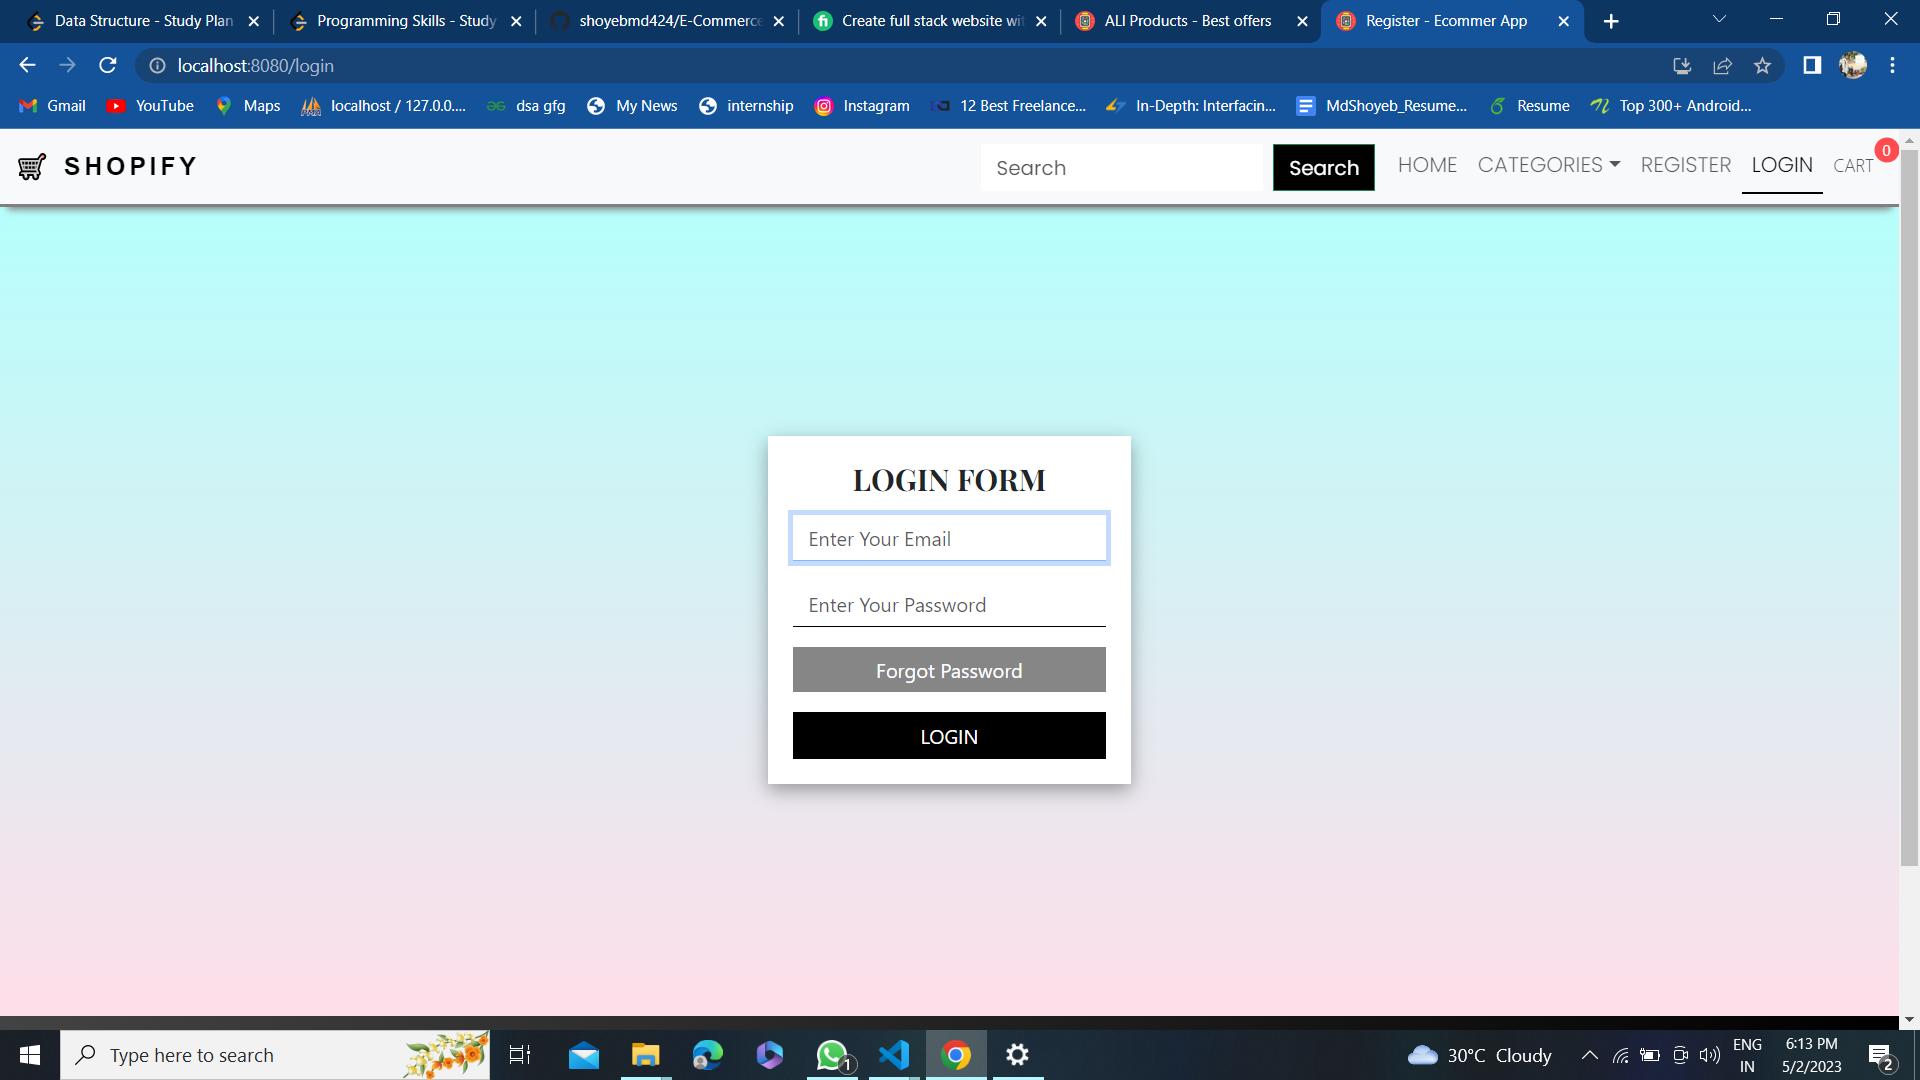 Data Structure - Study Plan
Programming Skills - Study
shoyebmd424/E-Commerce
Create full stack website wit
ALI Products - Best offers
Register - Ecommer App
localhost:8080/login
Gmail
YouTube
Maps
localhost / 127.0.0....
dsa gfg
My News
internship
Instagram
12 Best Freelance...
In-Depth: Interfacin...
MdShoyeb_Resume...
Resume
Top 300+ Android...
SHOPIFY
Search
Search
HOME
CATEGORIES
REGISTER
LOGIN
CART
0
LOGIN FORM
Enter Your Email
Enter Your Password
Forgot Password
LOGIN
Type here to search
1
30°C Cloudy
ENG
IN
6:13 PM
5/2/2023
2